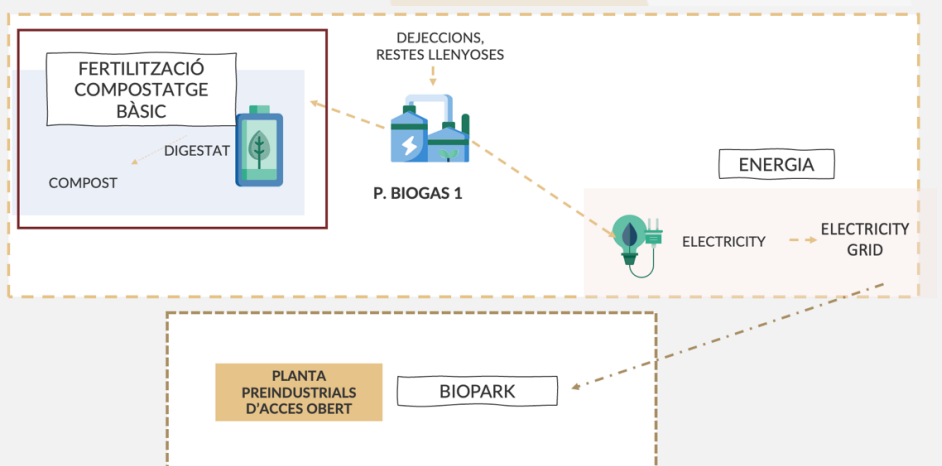 DEJECCIONS,
RESTES LLENYOSES
FERTILITZACIÓ
COMPOSTATGE
BÀSIC
DIGESTAT
COMPOST
P. BIOGAS 1
ENERGIA
ELECTRICITY
ELECTRICITY
GRID
PLANTA
PREINDUSTRIALS
D'ACCES OBERT
BIOPARK